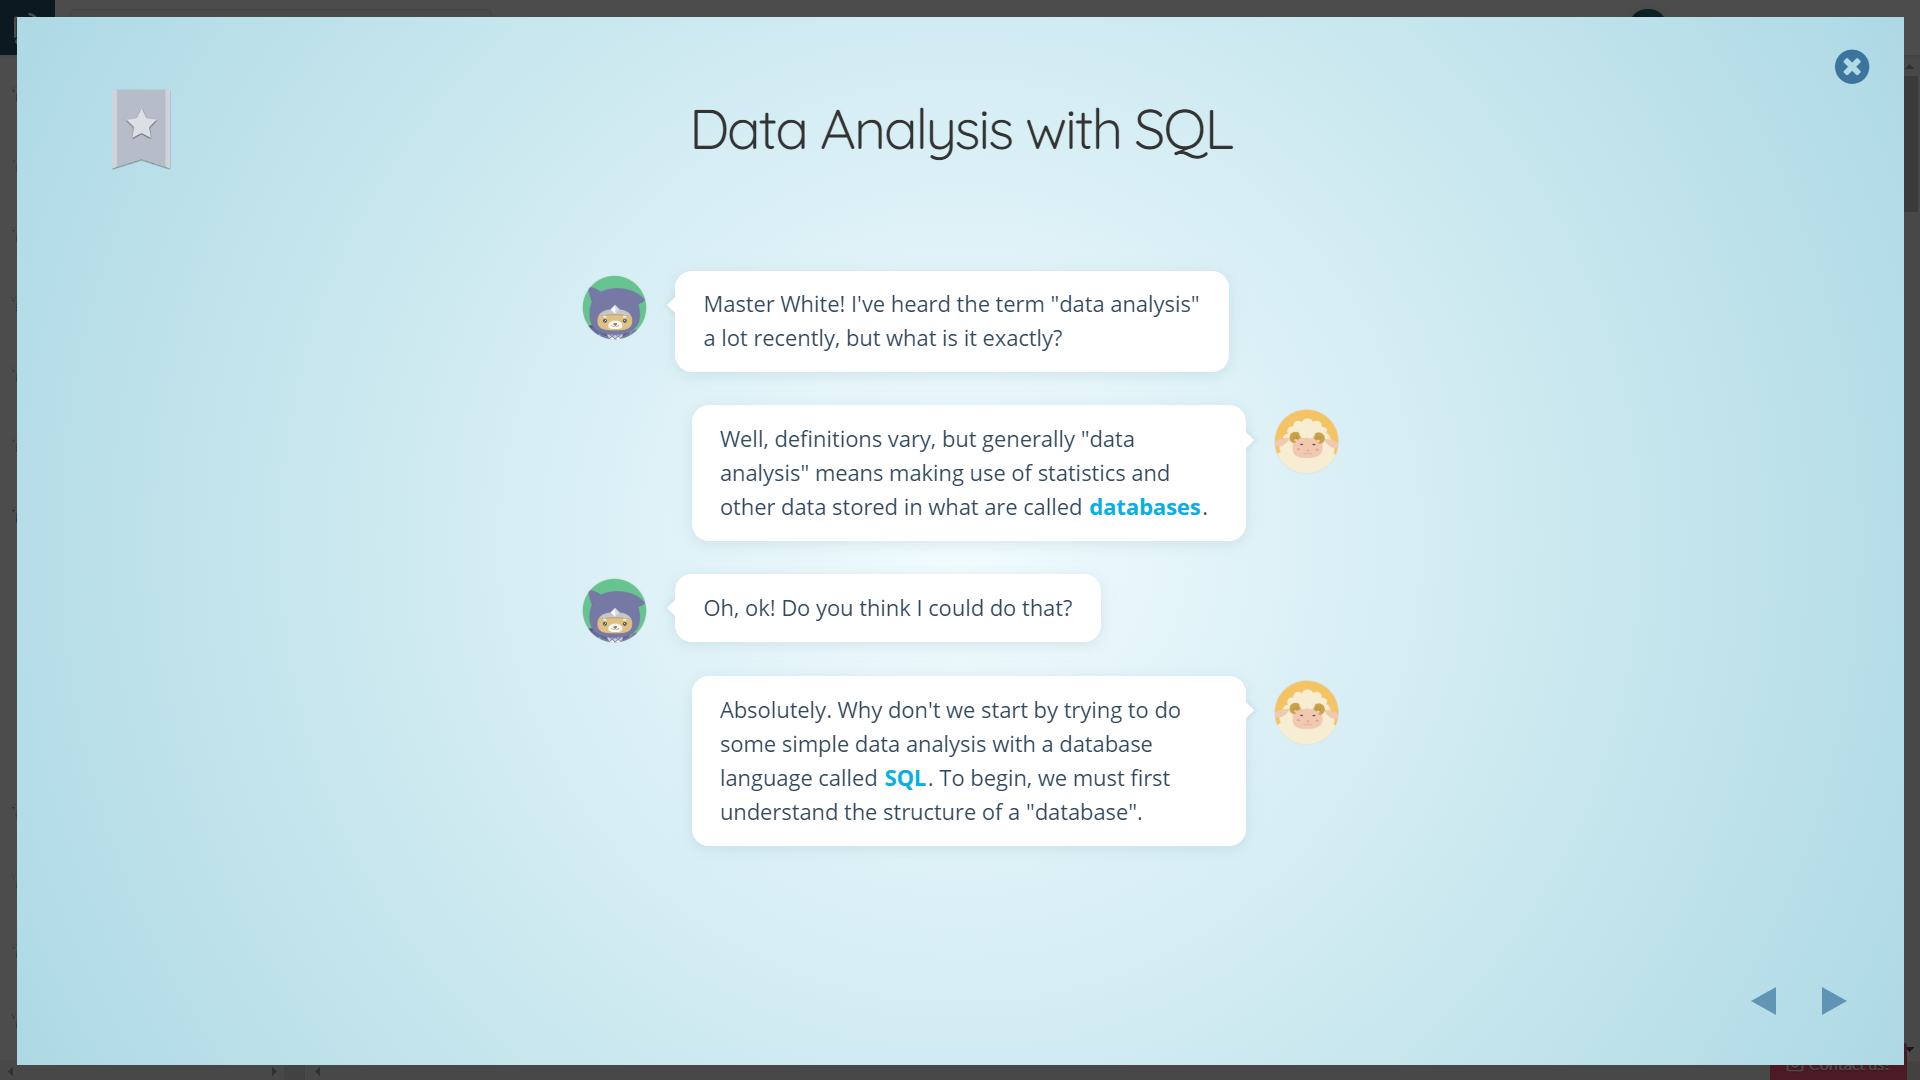 Data Analysis with SQL
Master White! I've heard the term "data analysis"
a lot recently, but what is it exactly?
Well, definitions vary, but generally "data
analysis" means making use of statistics and
other data stored in what are called databases.
Oh, ok! Do you think I could do that?
Absolutely. Why don't we start by trying to do
some simple data analysis with a database
language called SQL. To begin, we must first
understand the structure of a "database".
Contact us!